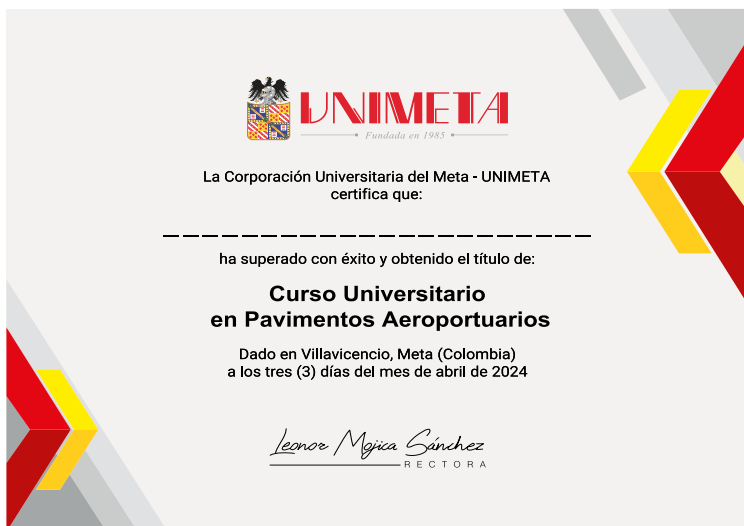 UNIMETA
Fundada en 1985
La Corporación Universitaria del Meta - UNIMETA
certifica que:
ha superado con éxito y obtenido el título de:
Curso Universitario
en Pavimentos Aeroportuarios
Dado en Villavicencio, Meta (Colombia)
a los tres (3) días del mes de abril de 2024
Leonor Mojica Sánchez
RECTORA